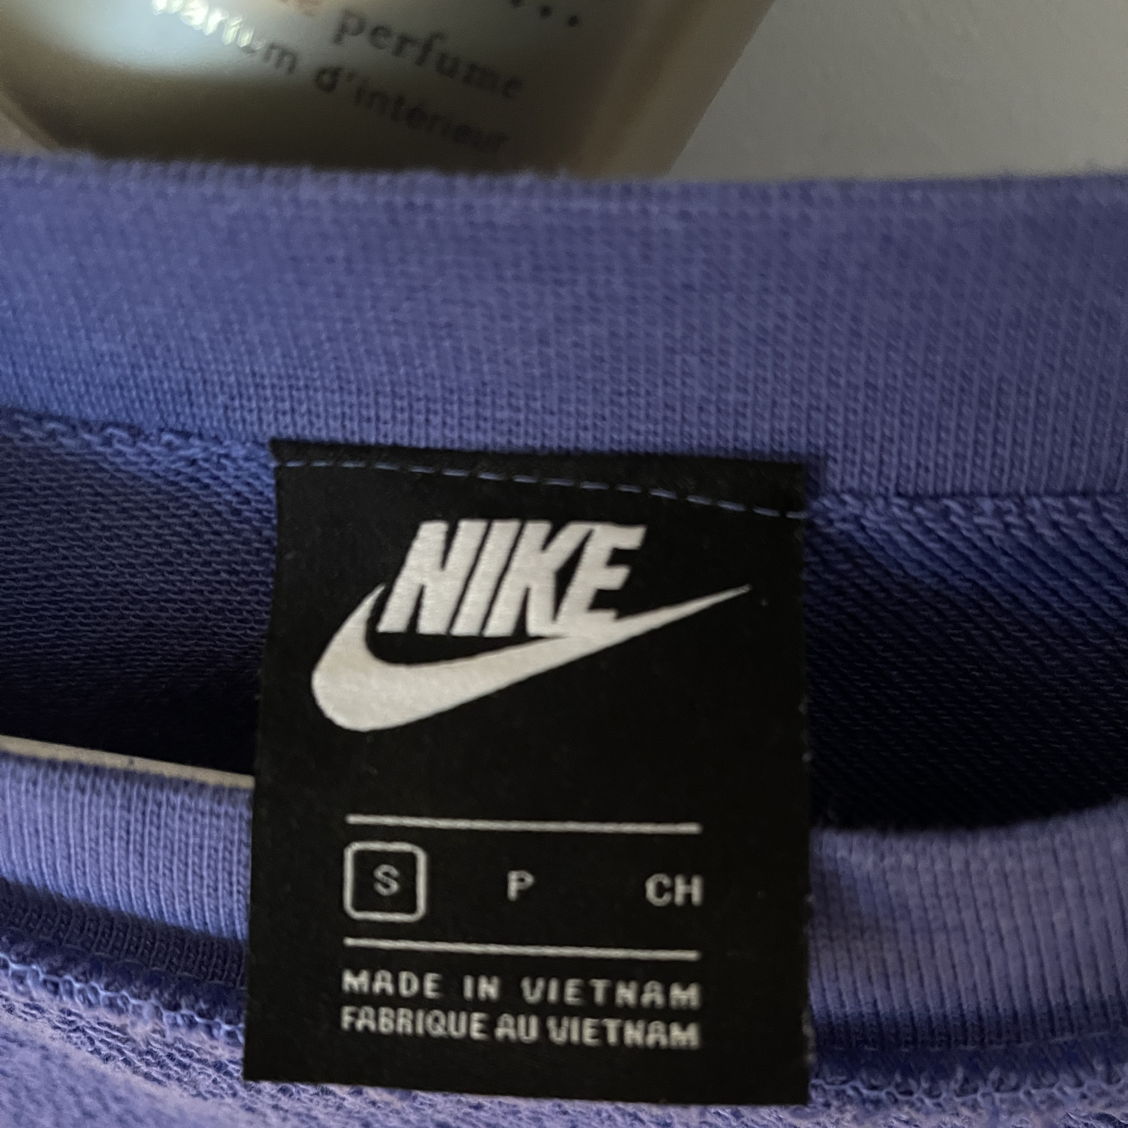 perfume
parfum d'intérieur
NIKE
S P CH
MADE IN VIETNAM
FABRIQUE AU VIETNAM